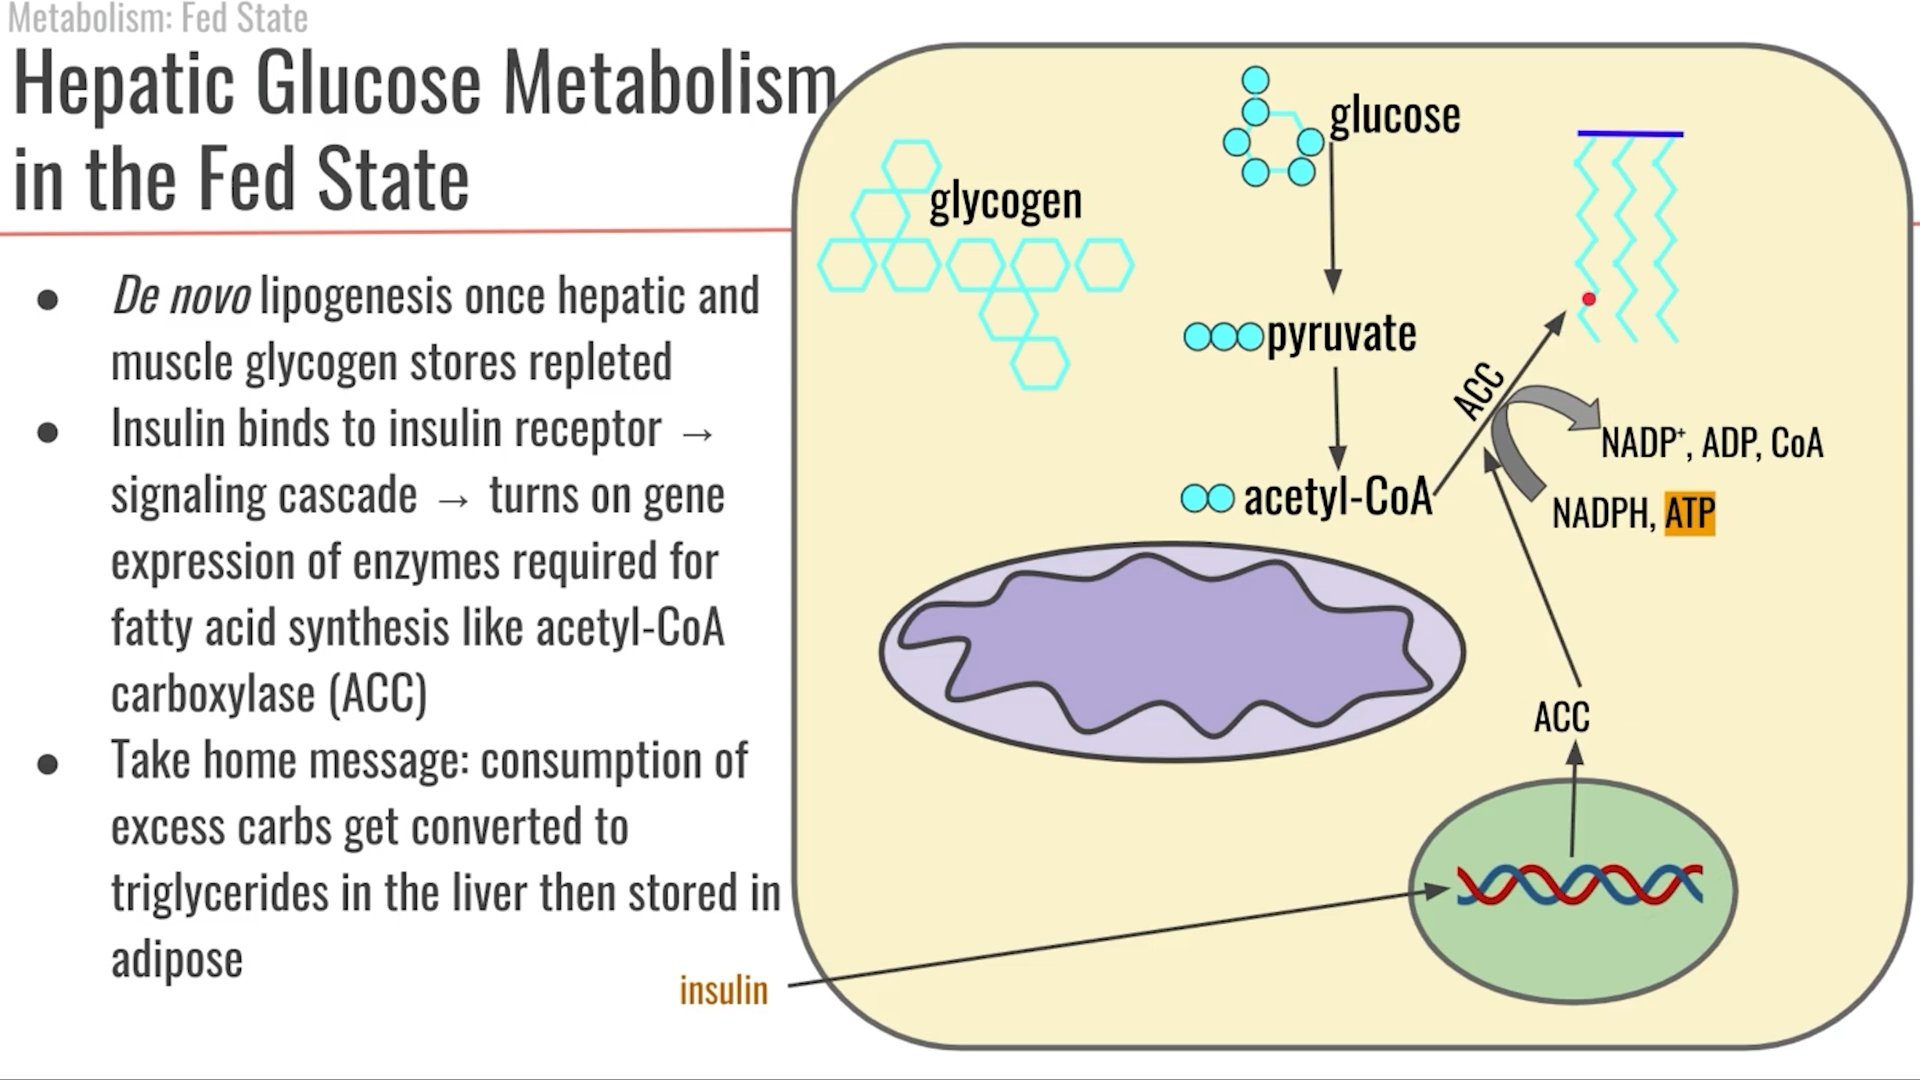 Metabolism: Fed State
Hepatic Glucose Metabolism
in the Fed State
● De novo lipogenesis once hepatic and
muscle glycogen stores repleted
● Insulin binds to insulin receptor →
signaling cascade → turns on gene
expression of enzymes required for
fatty acid synthesis like acetyl-CoA
carboxylase (ACC)
● Take home message: consumption of
excess carbs get converted to
triglycerides in the liver then stored in
adipose
insulin
glucose
glycogen
pyruvate
ACC
NADP⁺, ADP, CoA
acetyl-CoA
NADPH, ATP
ACC